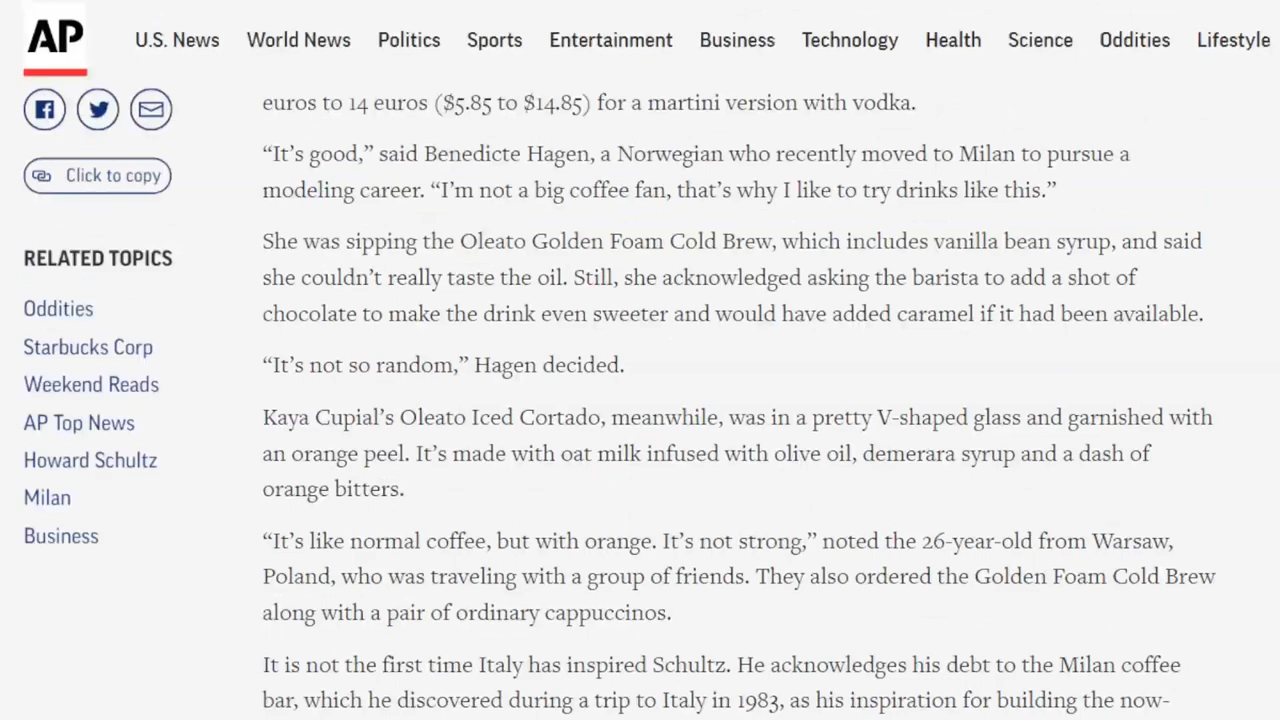 AP
U.S. News World News Politics Sports Entertainment Business Technology Health Science Oddities Lifestyle
Click to copy
RELATED TOPICS
Oddities
Starbucks Corp
Weekend Reads
AP Top News
Howard Schultz
Milan
Business
euros to 14 euros ($5.85 to $14.85) for a martini version with vodka.
“It’s good,” said Benedicte Hagen, a Norwegian who recently moved to Milan to pursue a
modeling career. “I’m not a big coffee fan, that’s why I like to try drinks like this.”
She was sipping the Oleato Golden Foam Cold Brew, which includes vanilla bean syrup, and said
she couldn’t really taste the oil. Still, she acknowledged asking the barista to add a shot of
chocolate to make the drink even sweeter and would have added caramel if it had been available.
“It’s not so random,” Hagen decided.
Kaya Cupial’s Oleato Iced Cortado, meanwhile, was in a pretty V-shaped glass and garnished with
an orange peel. It’s made with oat milk infused with olive oil, demerara syrup and a dash of
orange bitters.
“It’s like normal coffee, but with orange. It’s not strong,” noted the 26-year-old from Warsaw,
Poland, who was traveling with a group of friends. They also ordered the Golden Foam Cold Brew
along with a pair of ordinary cappuccinos.
It is not the first time Italy has inspired Schultz. He acknowledges his debt to the Milan coffee
bar, which he discovered during a trip to Italy in 1983, as his inspiration for building the now-